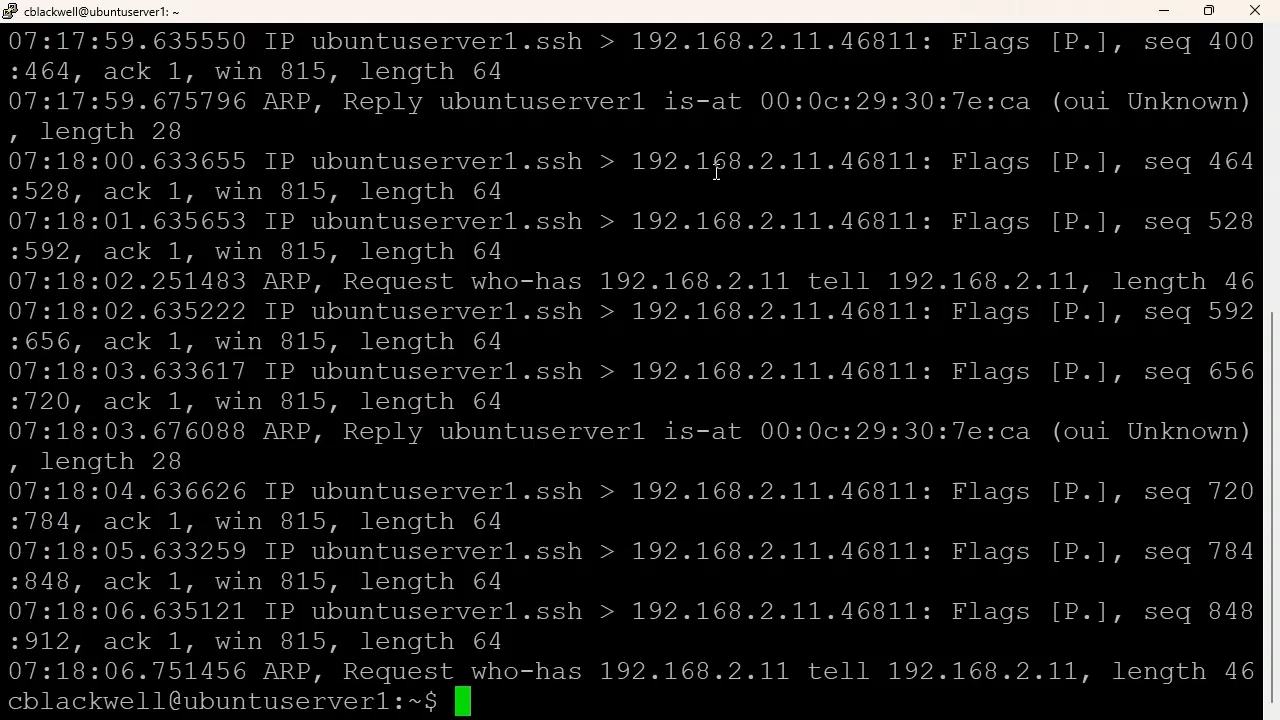 cblackwell@ubuntuserver1: ~
07:17:59.635550 IP ubuntuserver1.ssh > 192.168.2.11.46811: Flags [P.], seq 400
:464, ack 1, win 815, length 64
07:17:59.675796 ARP, Reply ubuntuserver1 is-at 00:0c:29:30:7e:ca (oui Unknown)
, length 28
07:18:00.633655 IP ubuntuserver1.ssh > 192.168.2.11.46811: Flags [P.], seq 464
:528, ack 1, win 815, length 64
07:18:01.635653 IP ubuntuserver1.ssh > 192.168.2.11.46811: Flags [P.], seq 528
:592, ack 1, win 815, length 64
07:18:02.251483 ARP, Request who-has 192.168.2.11 tell 192.168.2.11, length 46
07:18:02.635222 IP ubuntuserver1.ssh > 192.168.2.11.46811: Flags [P.], seq 592
:656, ack 1, win 815, length 64
07:18:03.633617 IP ubuntuserver1.ssh > 192.168.2.11.46811: Flags [P.], seq 656
:720, ack 1, win 815, length 64
07:18:03.676088 ARP, Reply ubuntuserver1 is-at 00:0c:29:30:7e:ca (oui Unknown)
, length 28
07:18:04.636626 IP ubuntuserver1.ssh > 192.168.2.11.46811: Flags [P.], seq 720
:784, ack 1, win 815, length 64
07:18:05.633259 IP ubuntuserver1.ssh > 192.168.2.11.46811: Flags [P.], seq 784
:848, ack 1, win 815, length 64
07:18:06.635121 IP ubuntuserver1.ssh > 192.168.2.11.46811: Flags [P.], seq 848
:912, ack 1, win 815, length 64
07:18:06.751456 ARP, Request who-has 192.168.2.11 tell 192.168.2.11, length 46
cblackwell@ubuntuserver1:~$